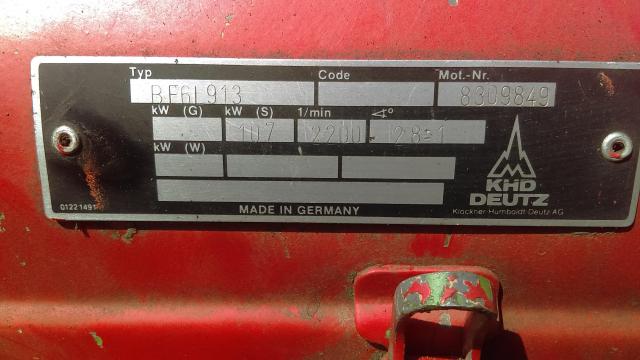 Typ Code Mot.-Nr.
BF6L913 8309849
kW (G) kW (S) 1/min ∢°
107 2200 28±1
kW (W)
KHD
DEUTZ
Klöckner-Humboldt-Deutz AG
01221491
MADE IN GERMANY